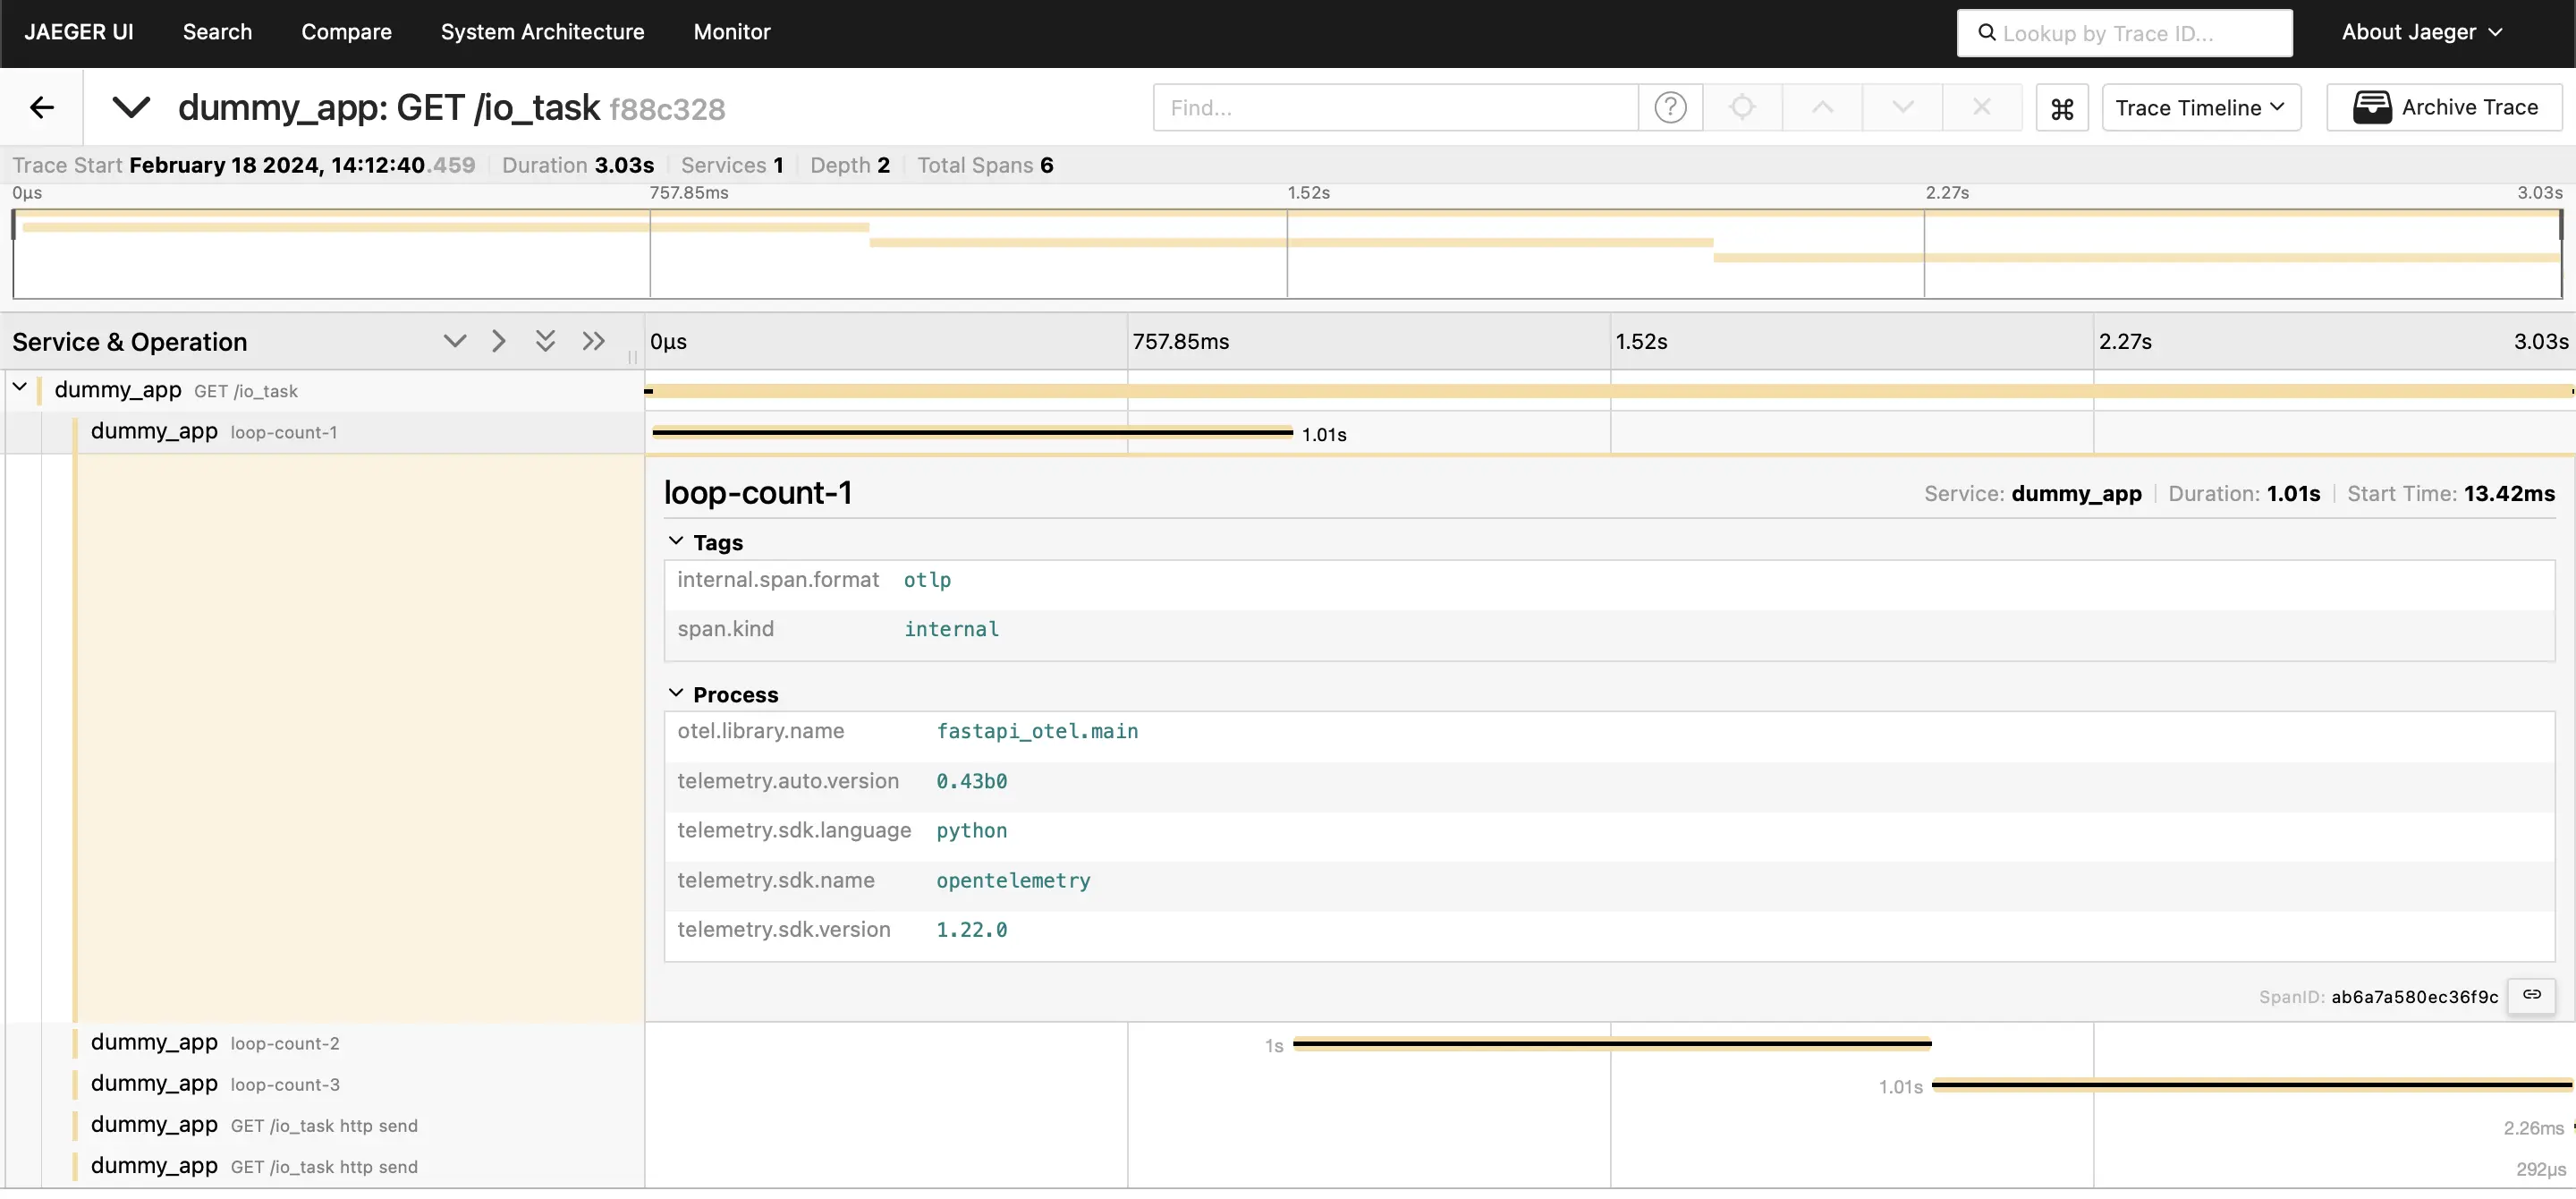 JAEGER UI Search Compare System Architecture Monitor Lookup by Trace ID... About Jaeger
dummy_app: GET /io_task f88c328 Find... Trace Timeline Archive Trace
Trace Start February 18 2024, 14:12:40.459 Duration 3.03s Services 1 Depth 2 Total Spans 6
0μs 757.85ms 1.52s 2.27s 3.03s
Service & Operation 0μs 757.85ms 1.52s 2.27s 3.03s
dummy_app GET /io_task
dummy_app loop-count-1 1.01s
loop-count-1 Service: dummy_app Duration: 1.01s Start Time: 13.42ms
Tags
internal.span.format otlp
span.kind internal
Process
otel.library.name fastapi_otel.main
telemetry.auto.version 0.43b0
telemetry.sdk.language python
telemetry.sdk.name opentelemetry
telemetry.sdk.version 1.22.0
SpanID: ab6a7a580ec36f9c
dummy_app loop-count-2 1s
dummy_app loop-count-3 1.01s
dummy_app GET /io_task http send 2.26ms
dummy_app GET /io_task http send 292μs